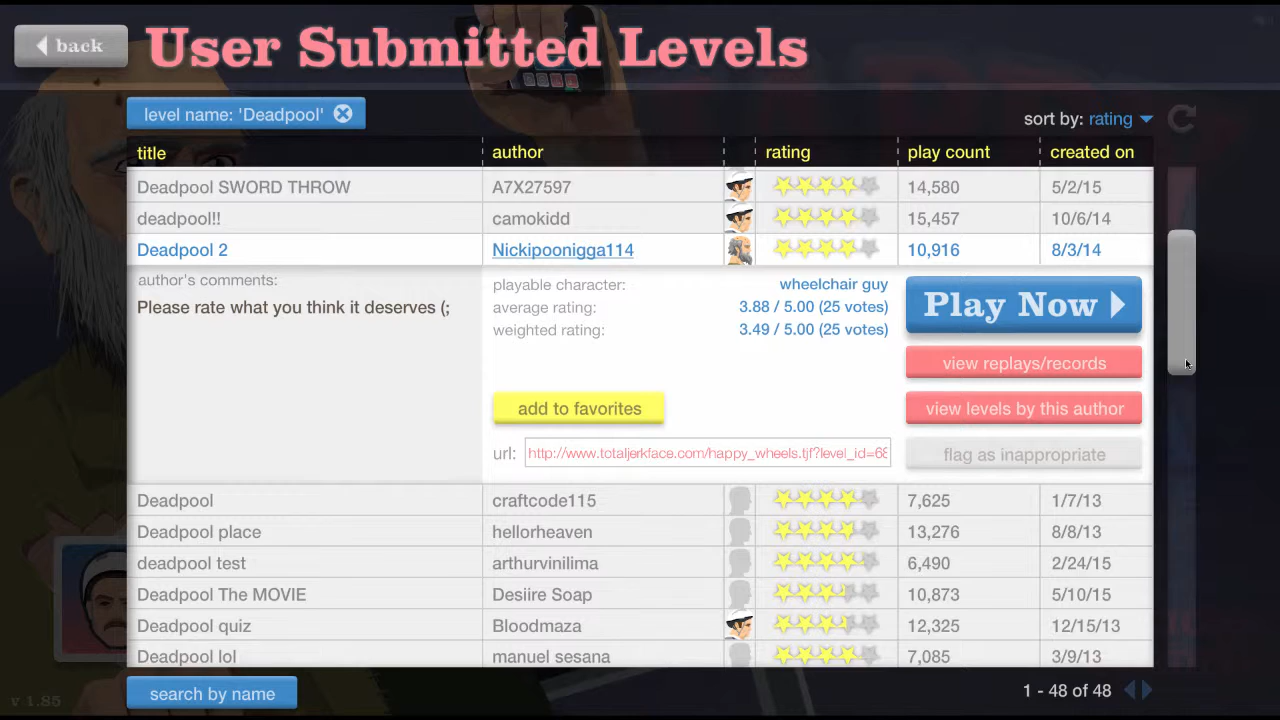 back
User Submitted Levels
level name: 'Deadpool'
sort by: rating
title author rating play count created on
Deadpool SWORD THROW A7X27597 14,580 5/2/15
deadpool!! camokidd 15,457 10/6/14
Deadpool 2 Nickipoonigga114 10,916 8/3/14
author's comments:
Please rate what you think it deserves (;
playable character: wheelchair guy
average rating: 3.88 / 5.00 (25 votes)
weighted rating: 3.49 / 5.00 (25 votes)
add to favorites
url: http://www.totaljerkface.com/happy_wheels.tjf?level_id=68
Play Now
view replays/records
view levels by this author
flag as inappropriate
Deadpool craftcode115 7,625 1/7/13
Deadpool place hellorheaven 13,276 8/8/13
deadpool test arthurvinilima 6,490 2/24/15
Deadpool The MOVIE Desiire Soap 10,873 5/10/15
Deadpool quiz Bloodmaza 12,325 12/15/13
Deadpool lol manuel sesana 7,085 3/9/13
search by name
1 - 48 of 48
v 1.85